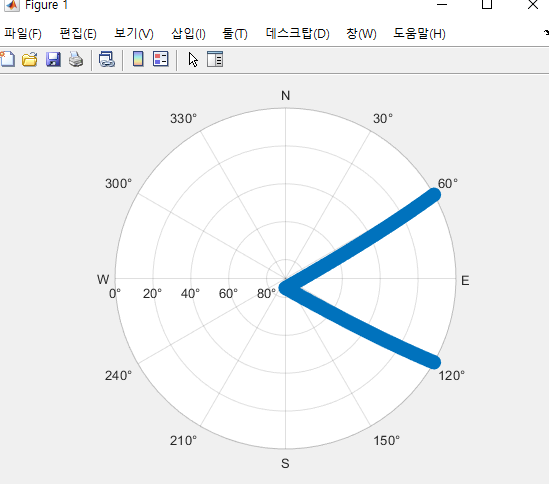 Figure 1
파일(F) 편집(E) 보기(V) 삽입(I) 툴(T) 데스크탑(D) 창(W) 도움말(H)
N
330° 30°
300° 60°
W E
0° 20° 40° 60° 80°
240° 120°
210° 150°
S